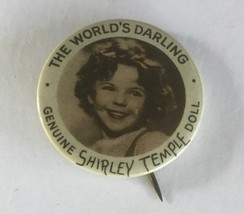 · THE WORLD'S DARLING ·
GENUINE SHIRLEY TEMPLE DOLL